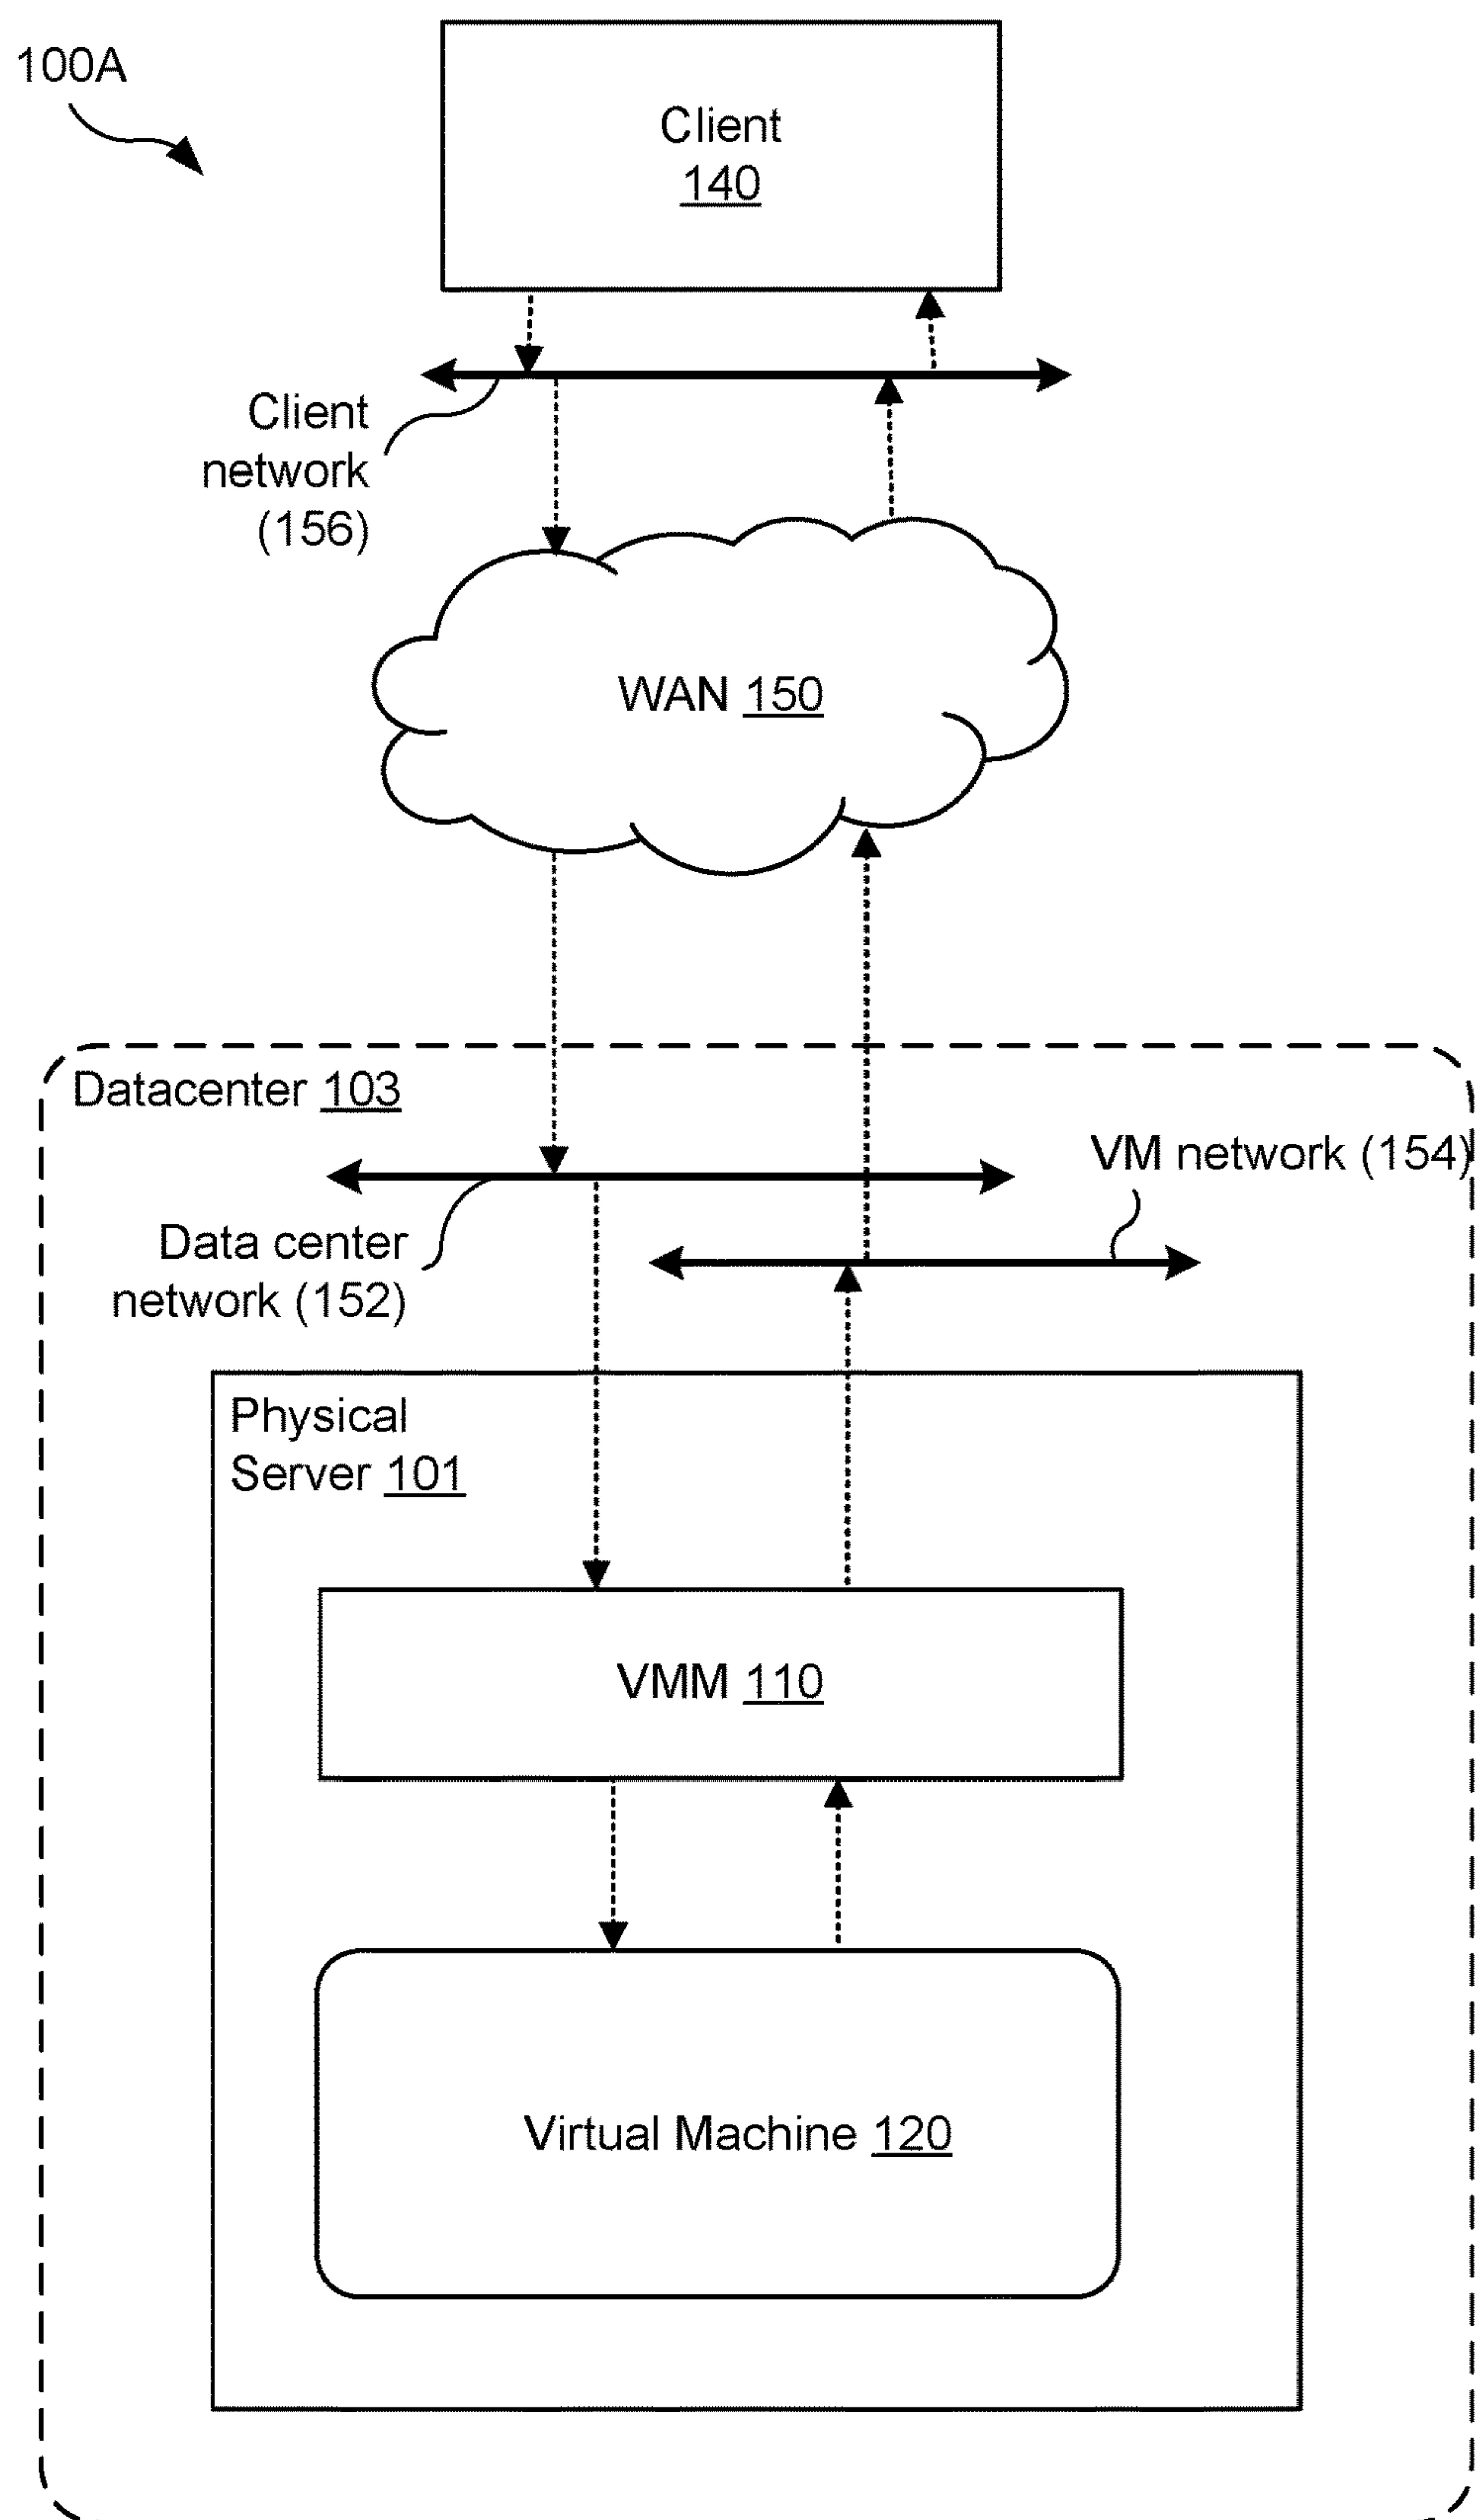 100A
Client
140
Client
network
(156)
WAN 150
Datacenter 103
VM network (154)
Data center
network (152)
Physical
Server 101
VMM 110
Virtual Machine 120